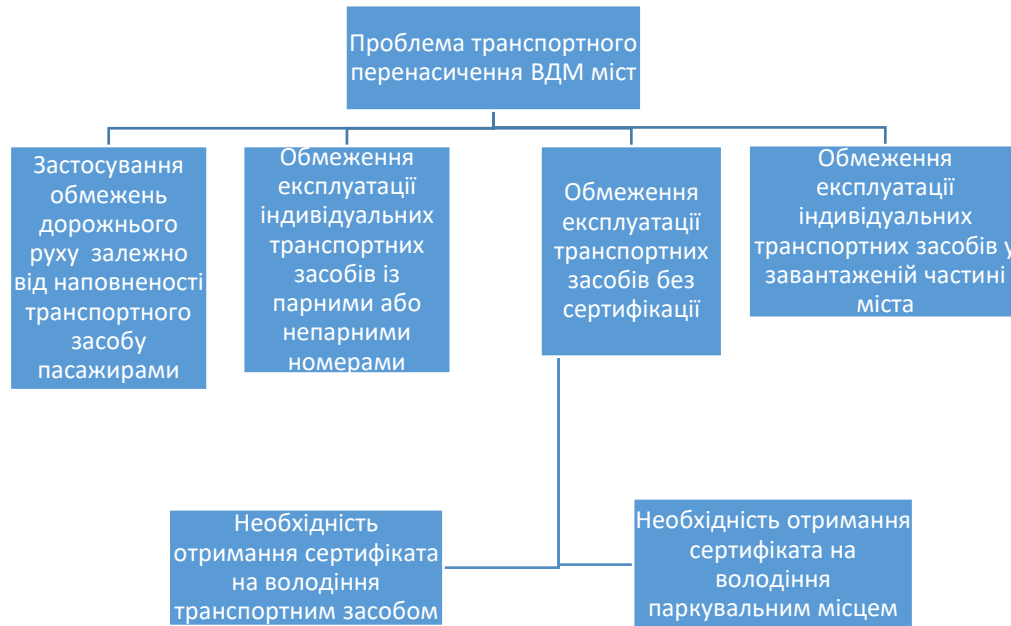 Проблема транспортного
перенасичення ВДМ міст
Застосування
обмежень
дорожнього
руху залежно
від наповненості
транспортного
засобу
пасажирами
Обмеження
експлуатації
індивідуальних
транспортних
засобів із
парними або
непарними
номерами
Обмеження
експлуатації
транспортних
засобів без
сертифікації
Обмеження
експлуатації
індивідуальних
транспортних засобів у
завантаженій частині
міста
Необхідність
отримання сертифіката
на володіння
транспортним засобом
Необхідність отримання
сертифіката на
володіння
паркувальним місцем